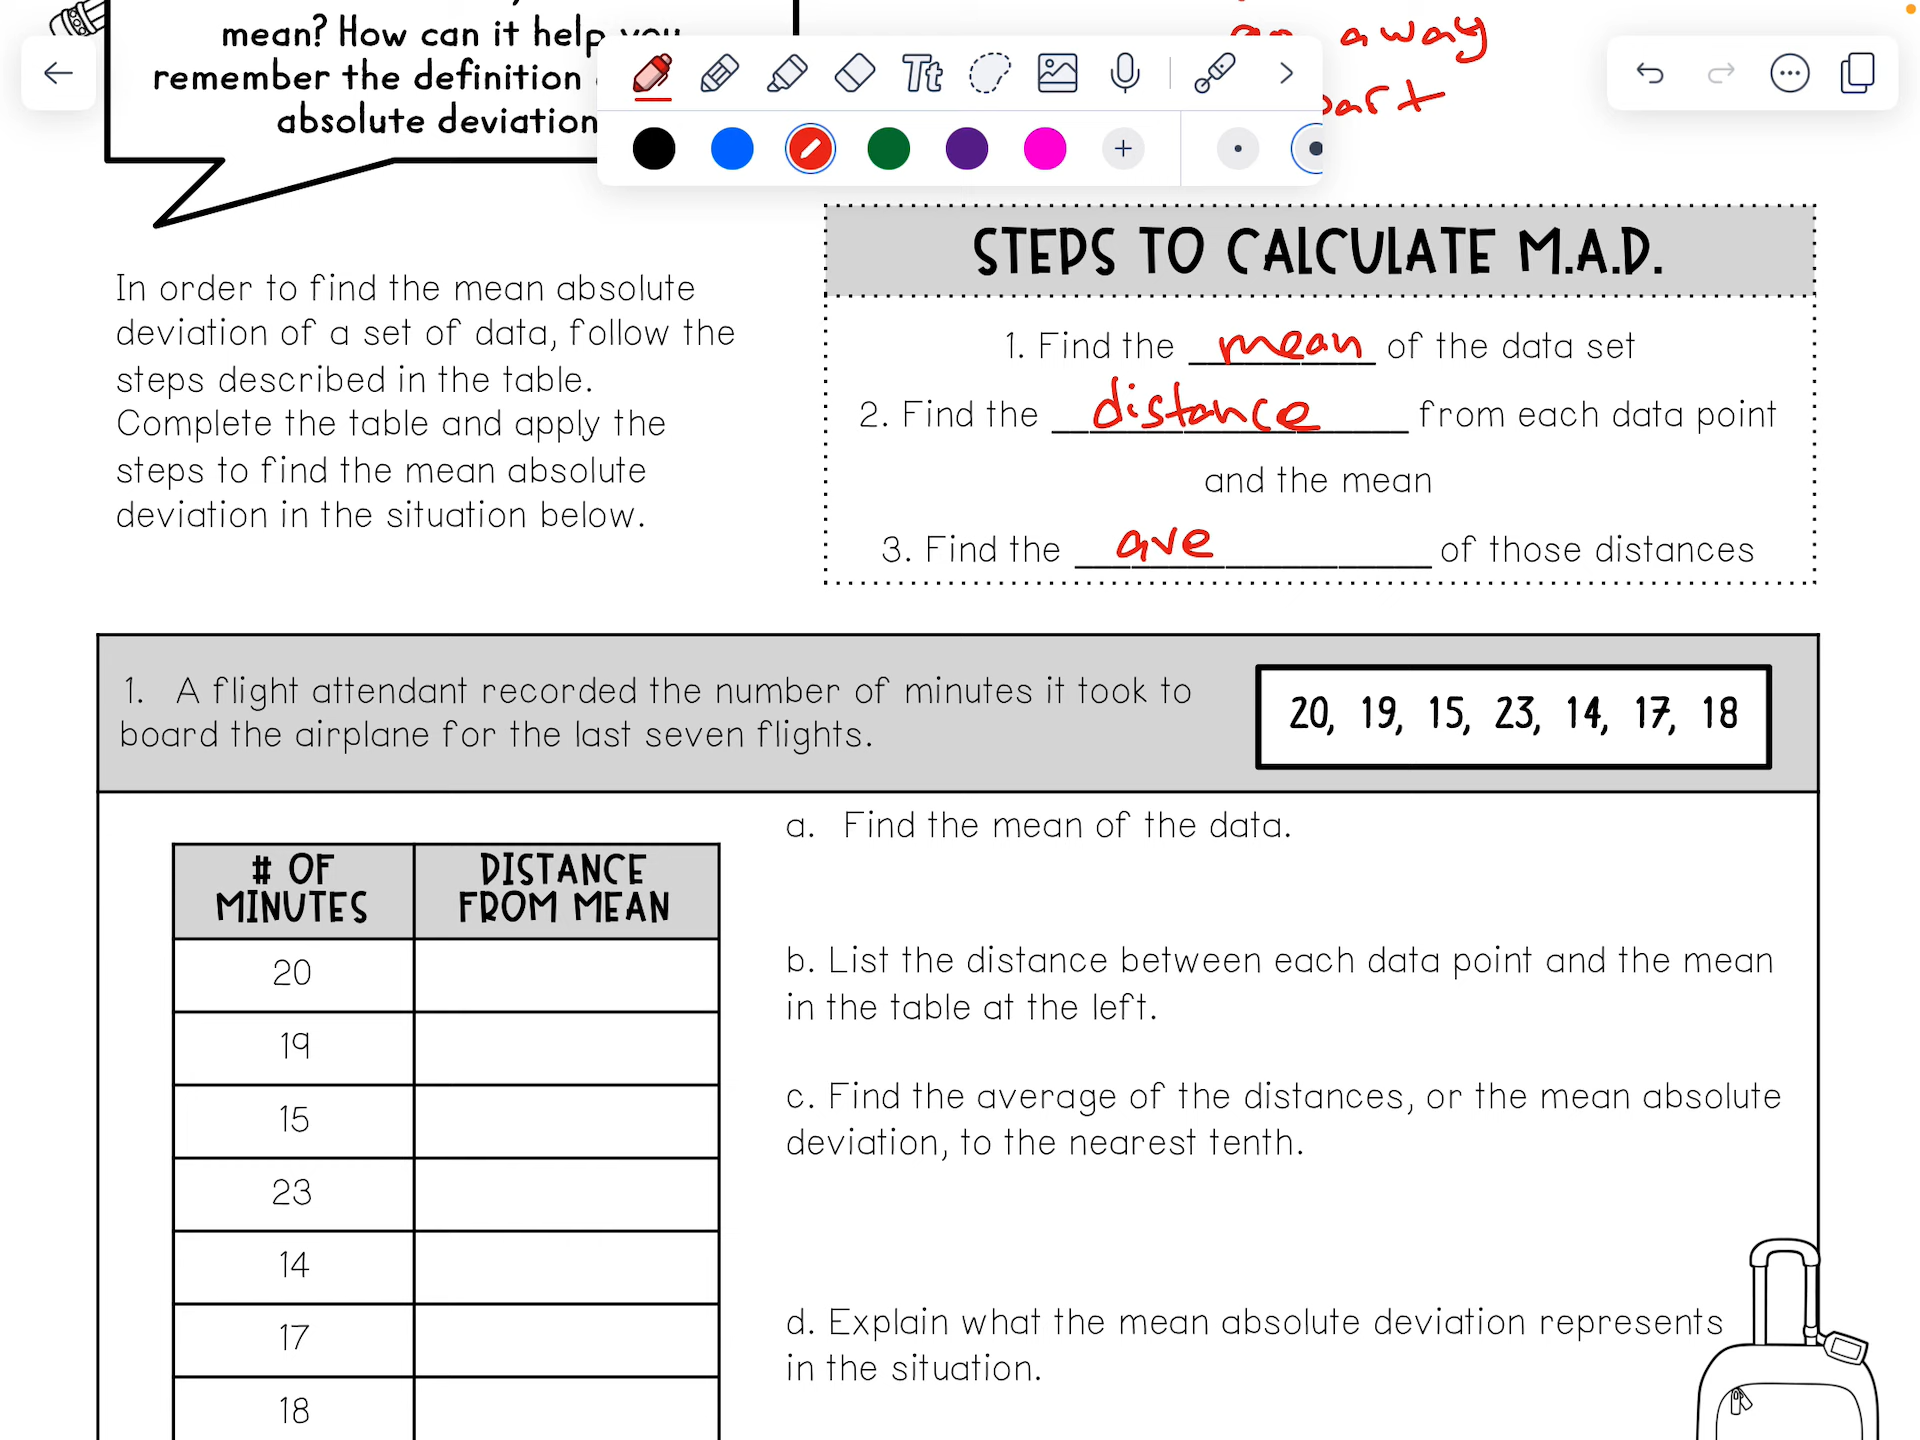 mean? How can it help you
remember the definition
absolute deviation
away
part
Tt
STEPS TO CALCULATE M.A.D.
In order to find the mean absolute
deviation of a set of data, follow the
steps described in the table.
Complete the table and apply the
steps to find the mean absolute
deviation in the situation below.
1. Find the mean of the data set
2. Find the distance from each data point
and the mean
3. Find the ave of those distances
1. A flight attendant recorded the number of minutes it took to
board the airplane for the last seven flights.
20, 19, 15, 23, 14, 17, 18
# OF MINUTES DISTANCE FROM MEAN
20
19
15
23
14
17
18
a. Find the mean of the data.
b. List the distance between each data point and the mean
in the table at the left.
c. Find the average of the distances, or the mean absolute
deviation, to the nearest tenth.
d. Explain what the mean absolute deviation represents
in the situation.